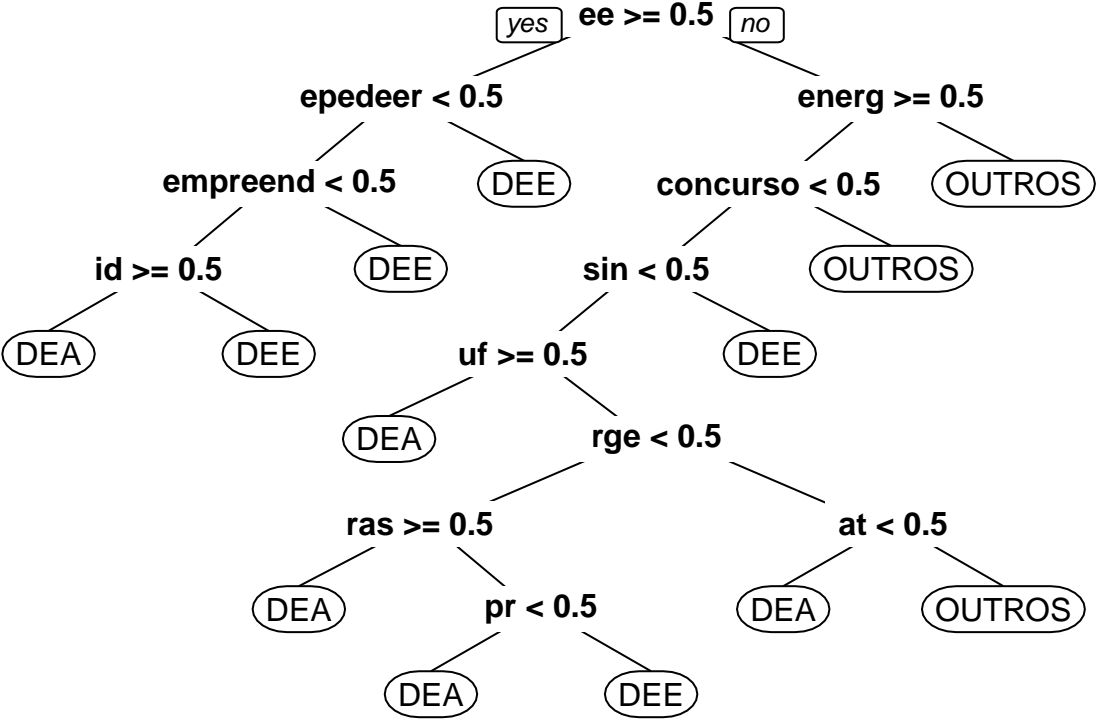 yes ee >= 0.5 no
epedeer < 0.5 energ >= 0.5
empreend < 0.5 DEE concurso < 0.5 OUTROS
id >= 0.5 DEE sin < 0.5 OUTROS
DEA DEE uf >= 0.5 DEE
DEA rge < 0.5
ras >= 0.5 at < 0.5
DEA pr < 0.5 DEA OUTROS
DEA DEE